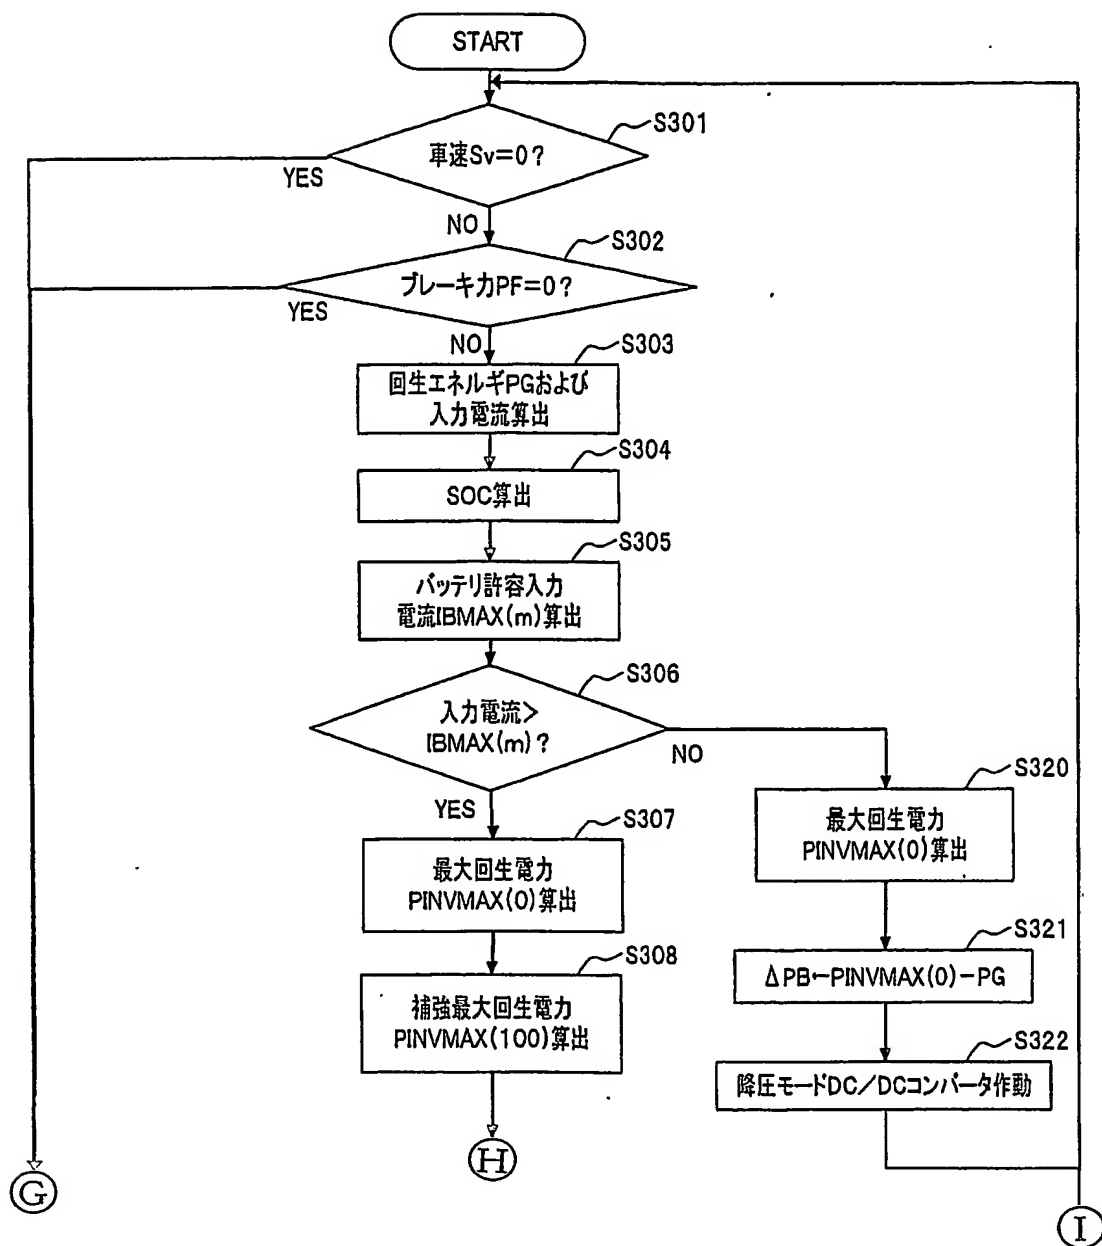 START
S301
車速Sv=0?
YES
NO
S302
ブレーキ力PF=0?
YES
NO
S303
回生エネルギPGおよび
入力電流算出
S304
SOC算出
S305
バッテリ許容入力
電流IBMAX(m)算出
S306
入力電流>
IBMAX(m)?
NO
YES
S320
最大回生電力
PINVMAX(0)算出
S307
最大回生電力
PINVMAX(0)算出
S321
ΔPB←PINVMAX(0)-PG
S308
補強最大回生電力
PINVMAX(100)算出
S322
降圧モードDC/DCコンバータ作動
H
G
I